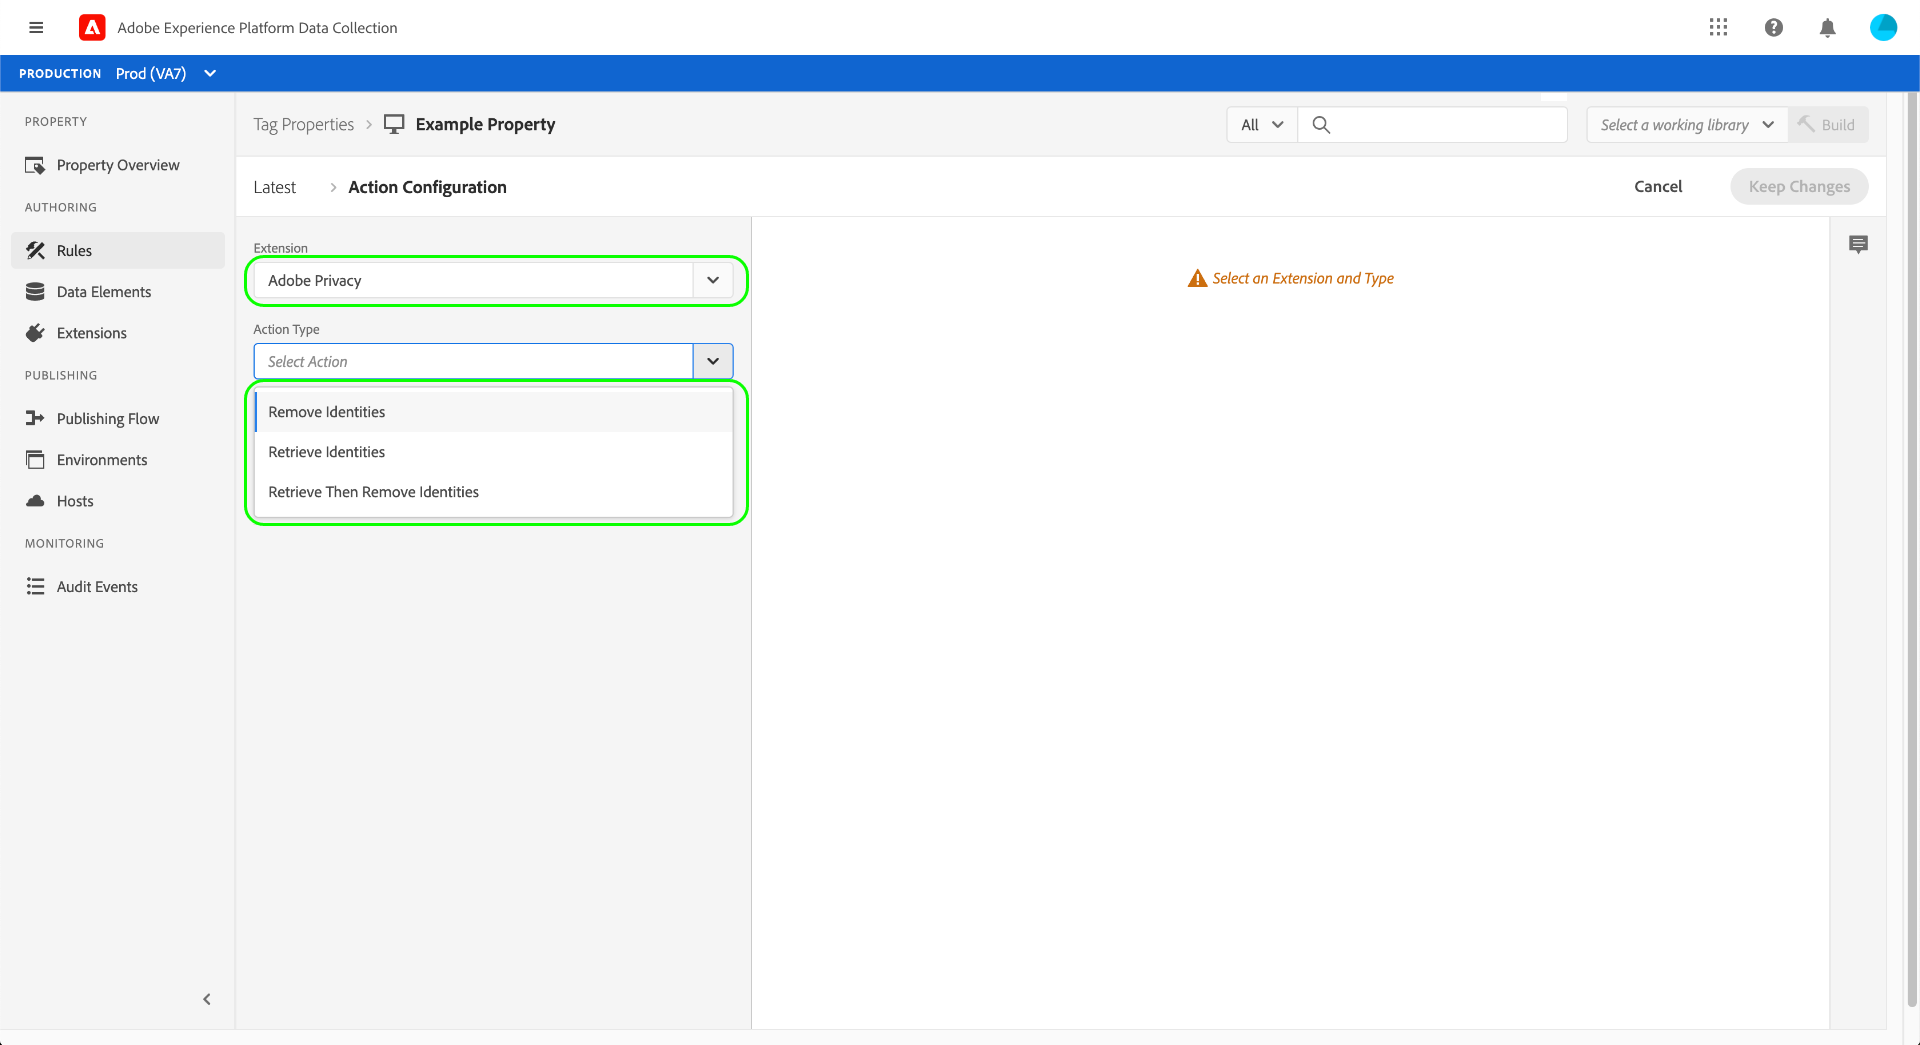 Adobe Experience Platform Data Collection
PRODUCTION Prod (VA7)
PROPERTY
Property Overview
AUTHORING
Rules
Data Elements
Extensions
PUBLISHING
Publishing Flow
Environments
Hosts
MONITORING
Audit Events
Tag Properties > Example Property
All
Select a working library
Build
Latest > Action Configuration
Cancel
Keep Changes
Extension
Adobe Privacy
Action Type
Select Action
Remove Identities
Retrieve Identities
Retrieve Then Remove Identities
Select an Extension and Type